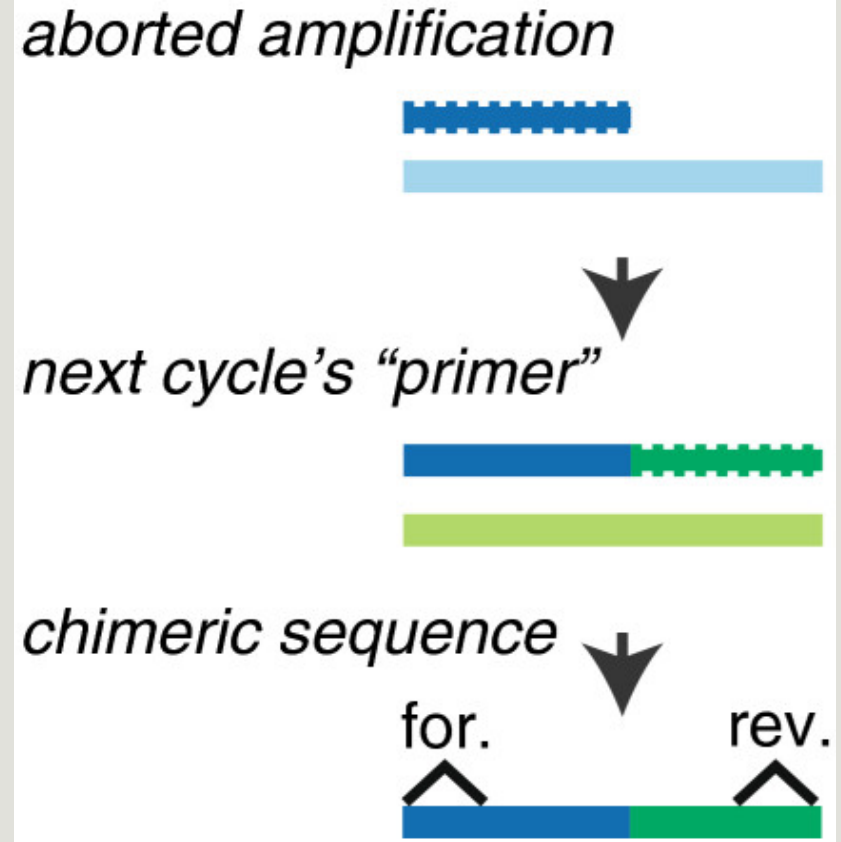 aborted amplification
next cycle's “primer”
chimeric sequence
for. rev.